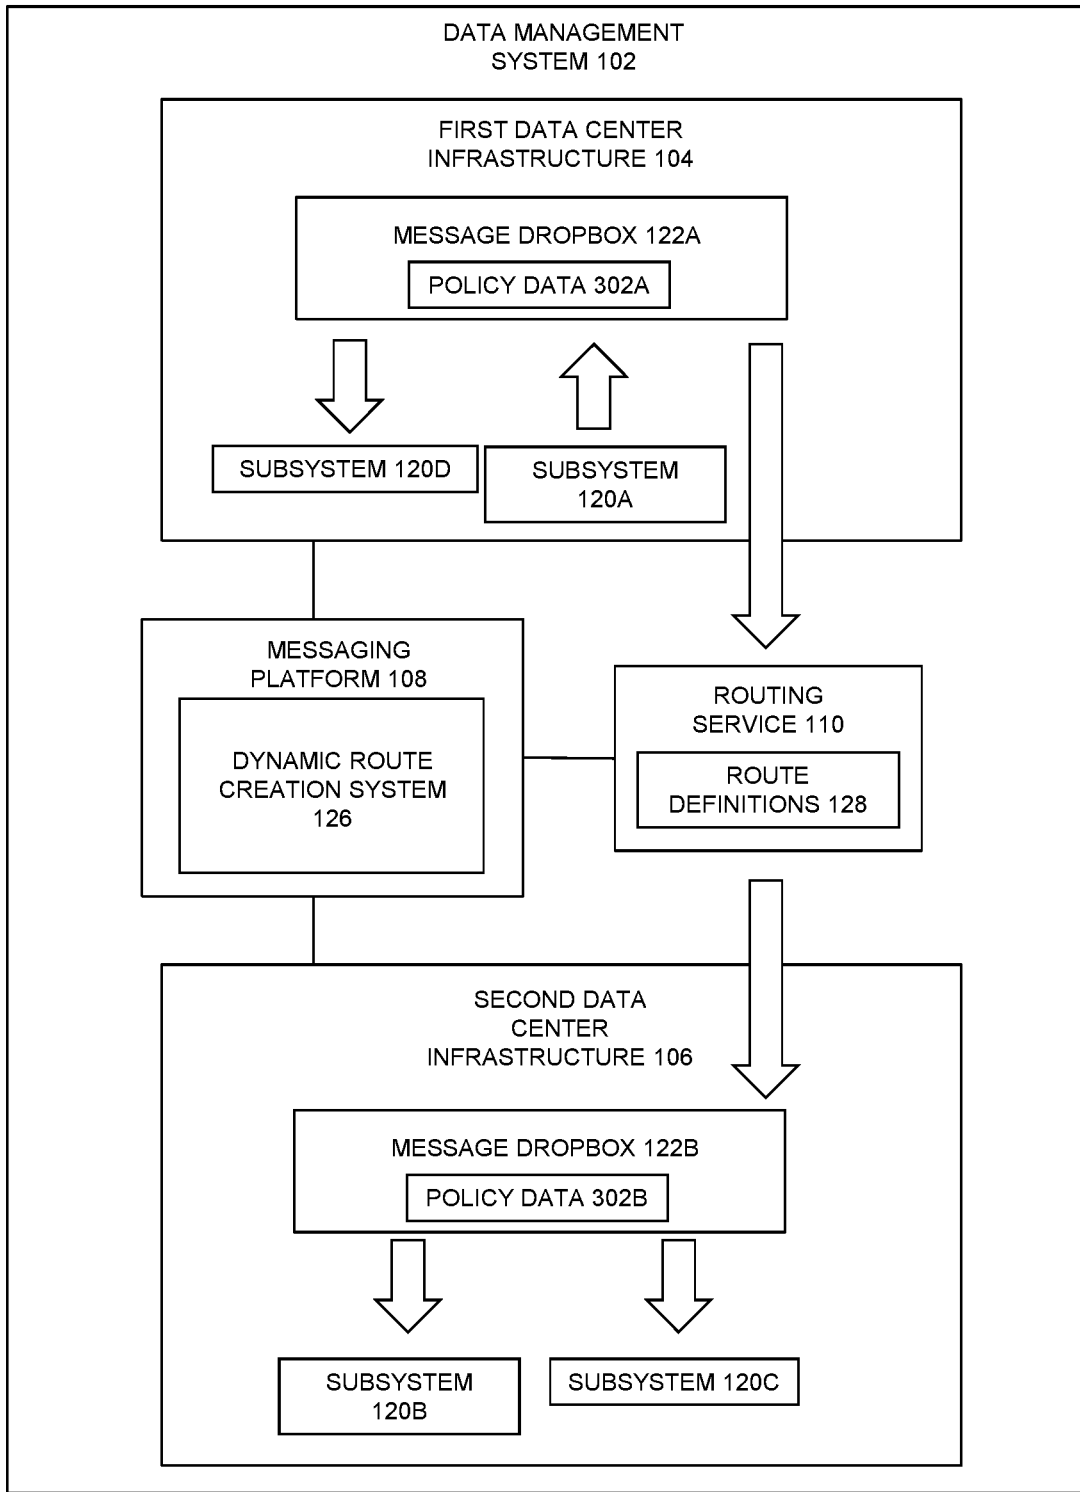 DATA MANAGEMENT
SYSTEM 102
FIRST DATA CENTER
INFRASTRUCTURE 104
MESSAGE DROPBOX 122A
POLICY DATA 302A
SUBSYSTEM 120D
SUBSYSTEM
120A
MESSAGING
PLATFORM 108
DYNAMIC ROUTE
CREATION SYSTEM
126
ROUTING
SERVICE 110
ROUTE
DEFINITIONS 128
SECOND DATA
CENTER
INFRASTRUCTURE 106
MESSAGE DROPBOX 122B
POLICY DATA 302B
SUBSYSTEM
120B
SUBSYSTEM 120C